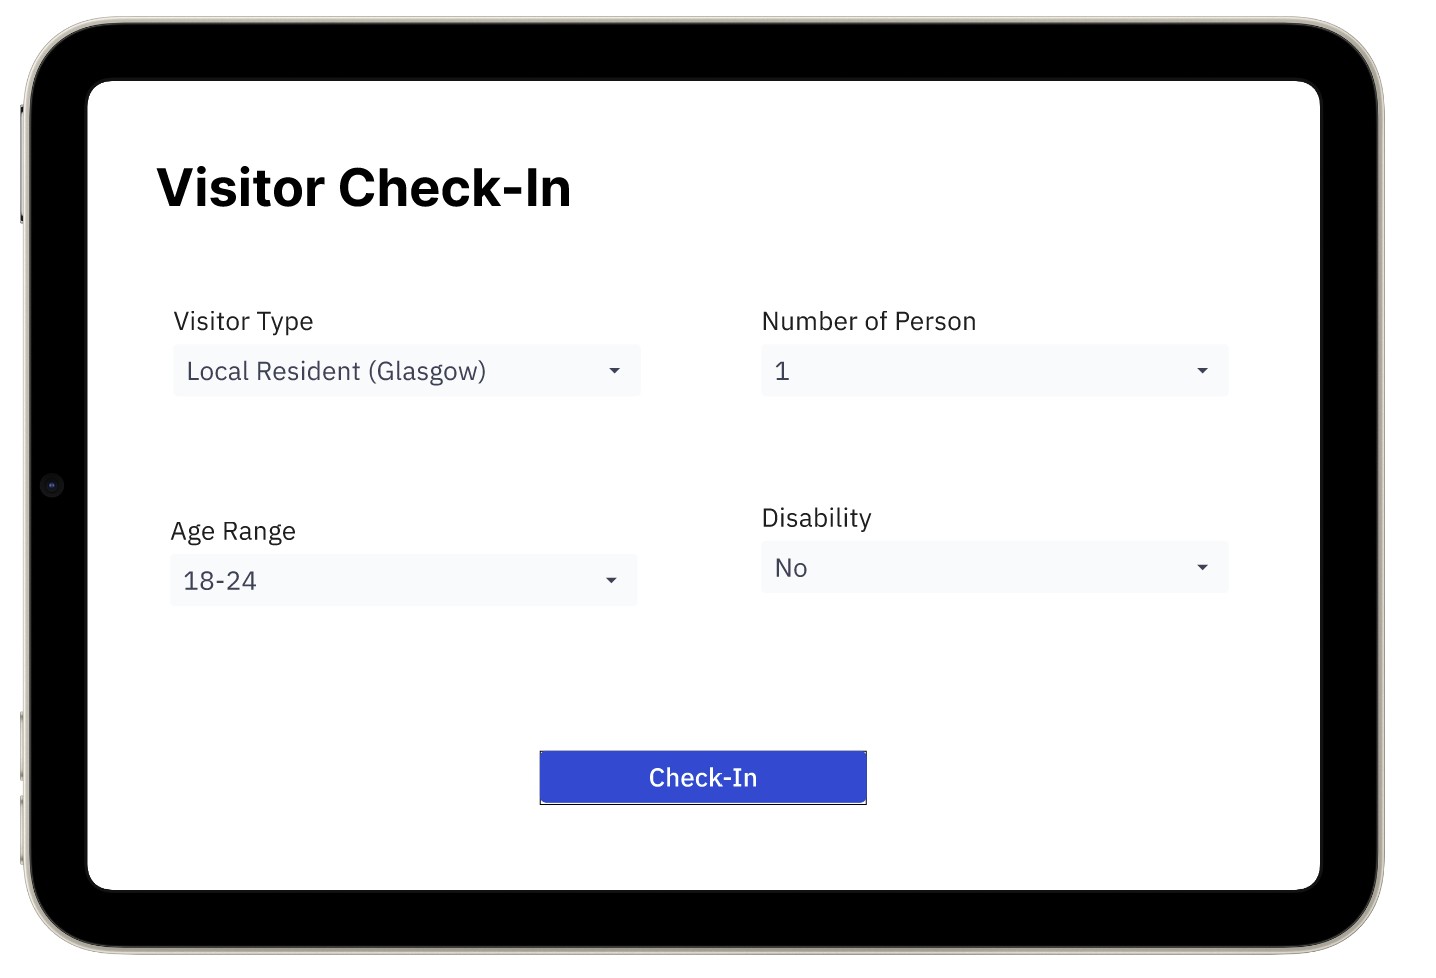 Visitor Check-In
Visitor Type
Local Resident (Glasgow)
Number of Person
1
Age Range
18-24
Disability
No
Check-In